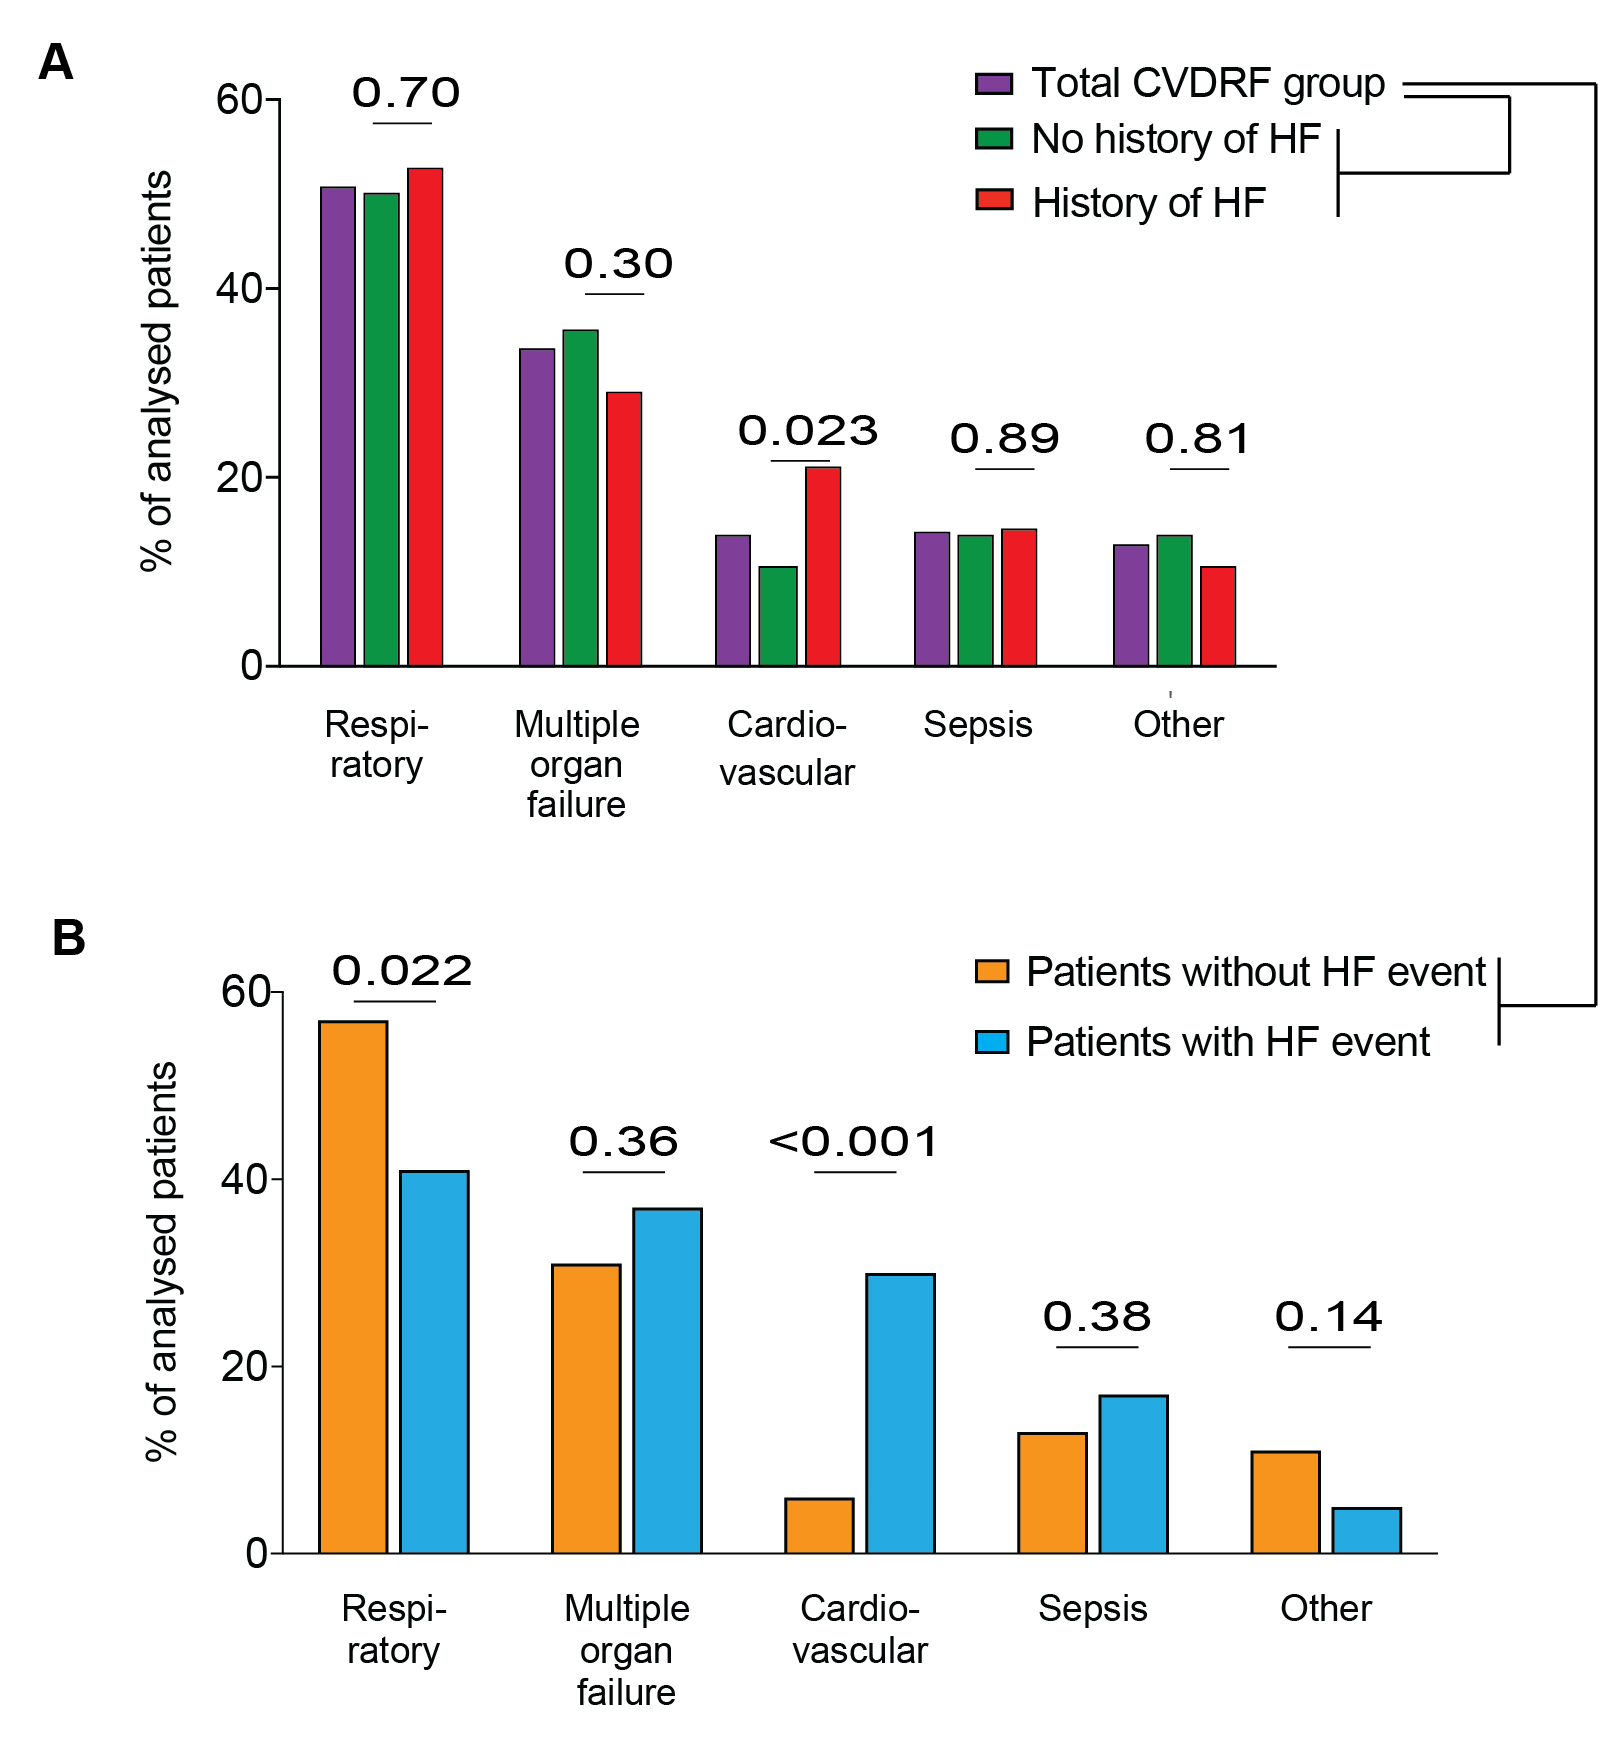 A
Total CVDRF group
No history of HF
History of HF
% of analysed patients
60
40
20
0
0.70
0.30
0.023
0.89
0.81
Respi-
ratory
Multiple
organ
failure
Cardio-
vascular
Sepsis
Other
B
Patients without HF event
Patients with HF event
% of analysed patients
60
40
20
0
0.022
0.36
<0.001
0.38
0.14
Respi-
ratory
Multiple
organ
failure
Cardio-
vascular
Sepsis
Other